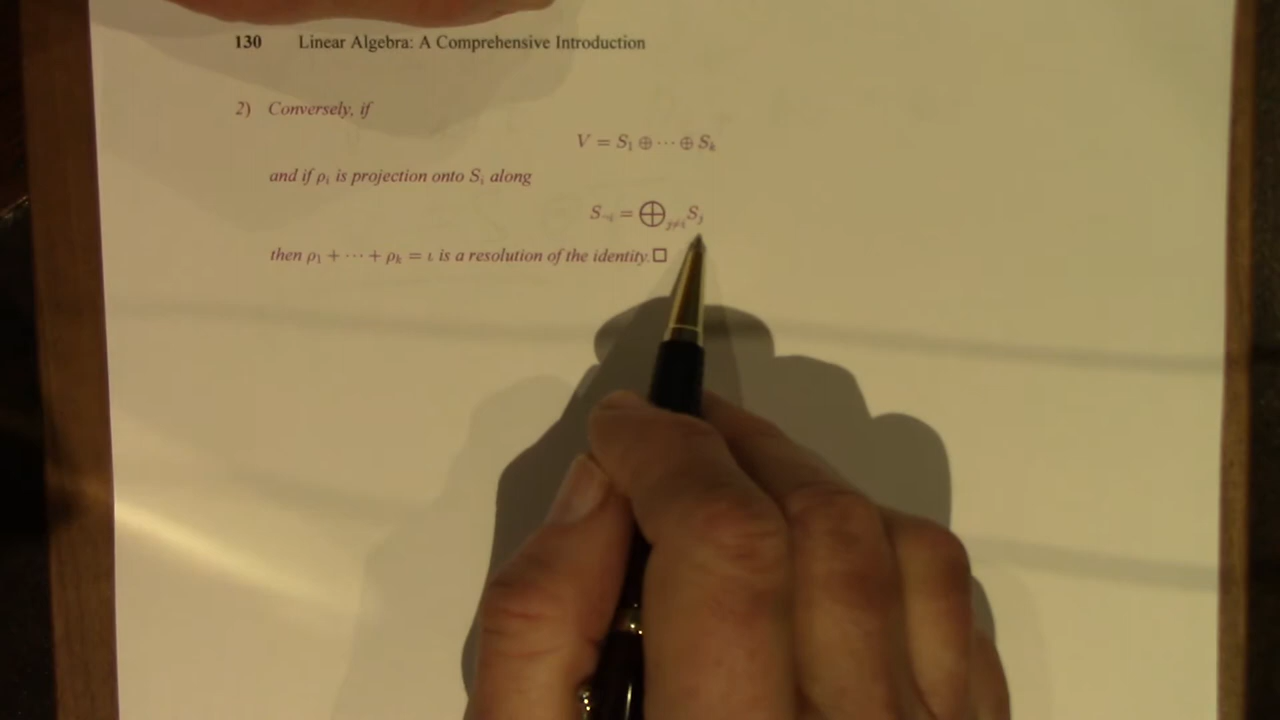 130 Linear Algebra: A Comprehensive Introduction
2) Conversely, if
V = S₁ ⊕ ⋯ ⊕ Sₖ
and if ρᵢ is projection onto Sᵢ along
S₋ᵢ = ⨁ⱼ≠ᵢ Sⱼ
then ρ₁ + ⋯ + ρₖ = ι is a resolution of the identity. □